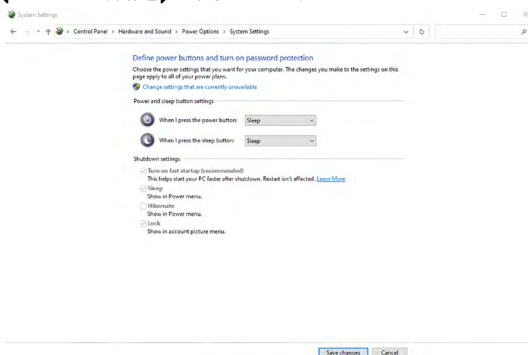 System Settings
Control Panel > Hardware and Sound > Power Options > System Settings
Define power buttons and turn on password protection
Choose the power settings that you want for your computer. The changes you make to the settings on this
page apply to all of your power plans.
Change settings that are currently unavailable
Power and sleep button settings
When I press the power button: Sleep
When I press the sleep button: Sleep
Shutdown settings
Turn on fast startup (recommended)
This helps start your PC faster after shutdown. Restart isn't affected. Learn More
Sleep
Show in Power menu.
Hibernate
Show in Power menu.
Lock
Show in account picture menu.
Save changes Cancel